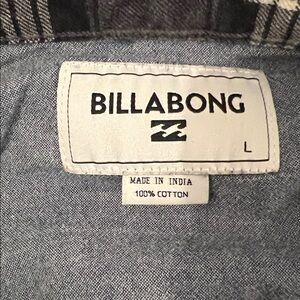 BILLABONG
L
MADE IN INDIA
100% COTTON